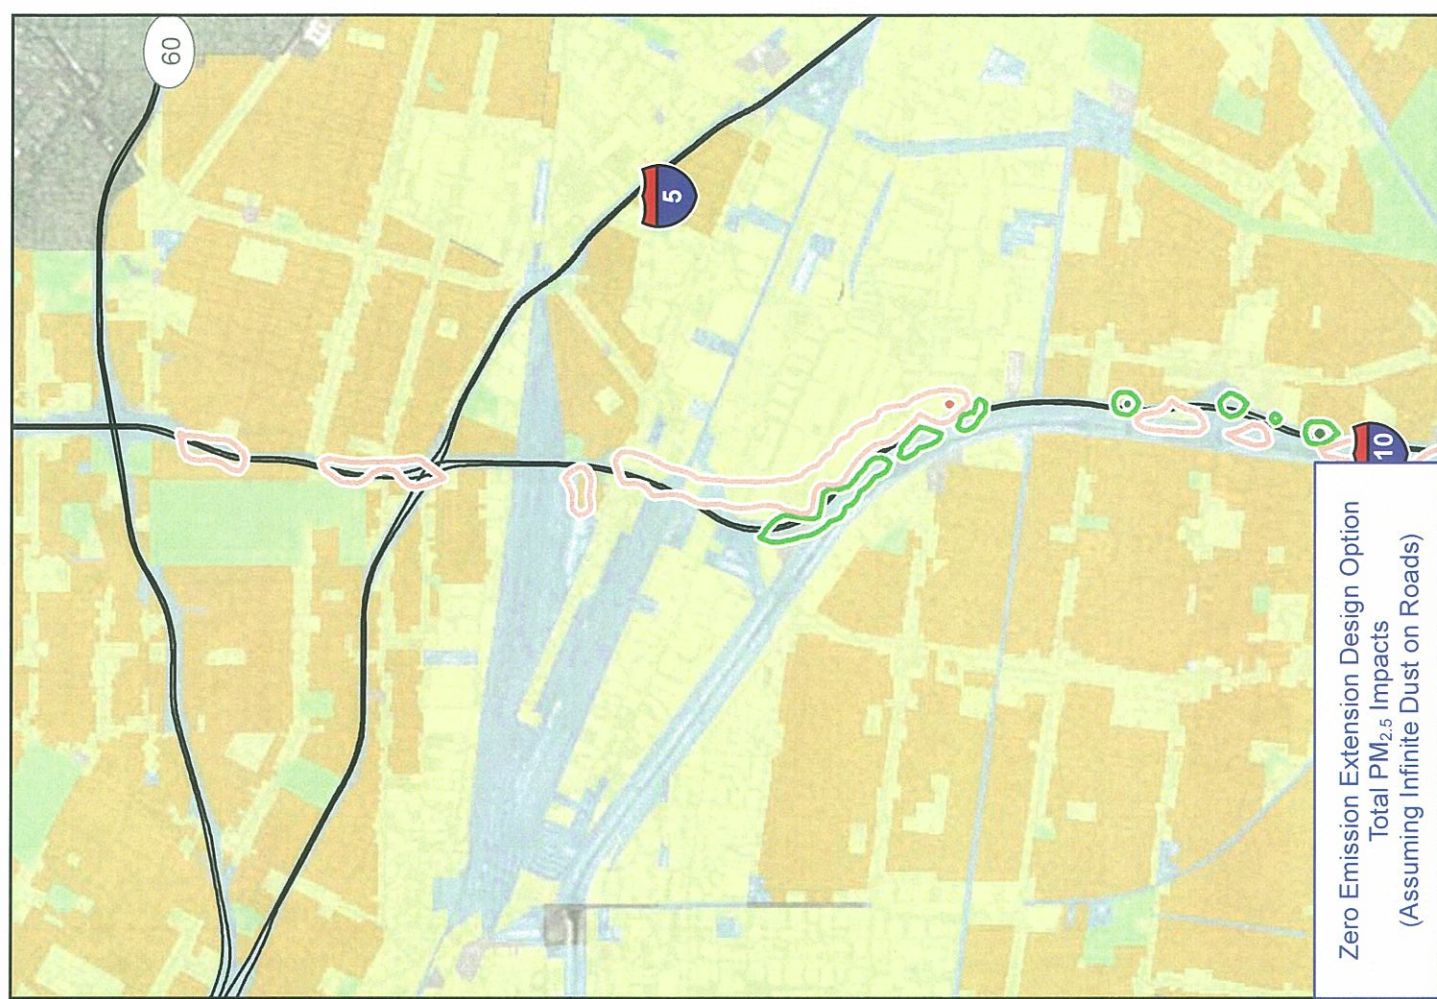 60
5
10
Zero Emission Extension Design Option
Total PM2.5 Impacts
(Assuming Infinite Dust on Roads)